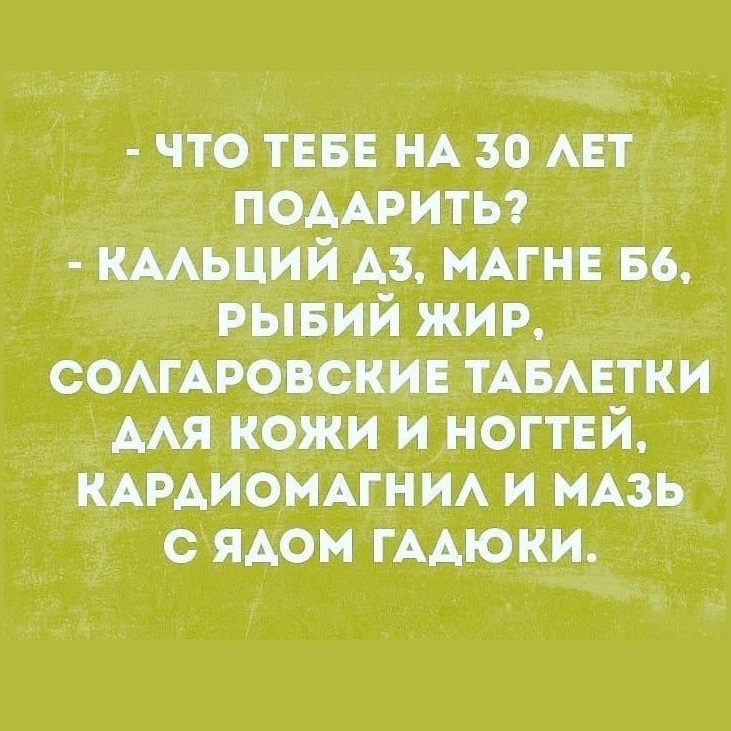 - ЧТО ТЕБЕ НА 30 ЛЕТ
ПОДАРИТЬ?
- КАЛЬЦИЙ Д3, МАГНЕ Б6,
РЫБИЙ ЖИР,
СОЛГАРОВСКИЕ ТАБЛЕТКИ
ДЛЯ КОЖИ И НОГТЕЙ,
КАРДИОМАГНИЛ И МАЗЬ
С ЯДОМ ГАДЮКИ.